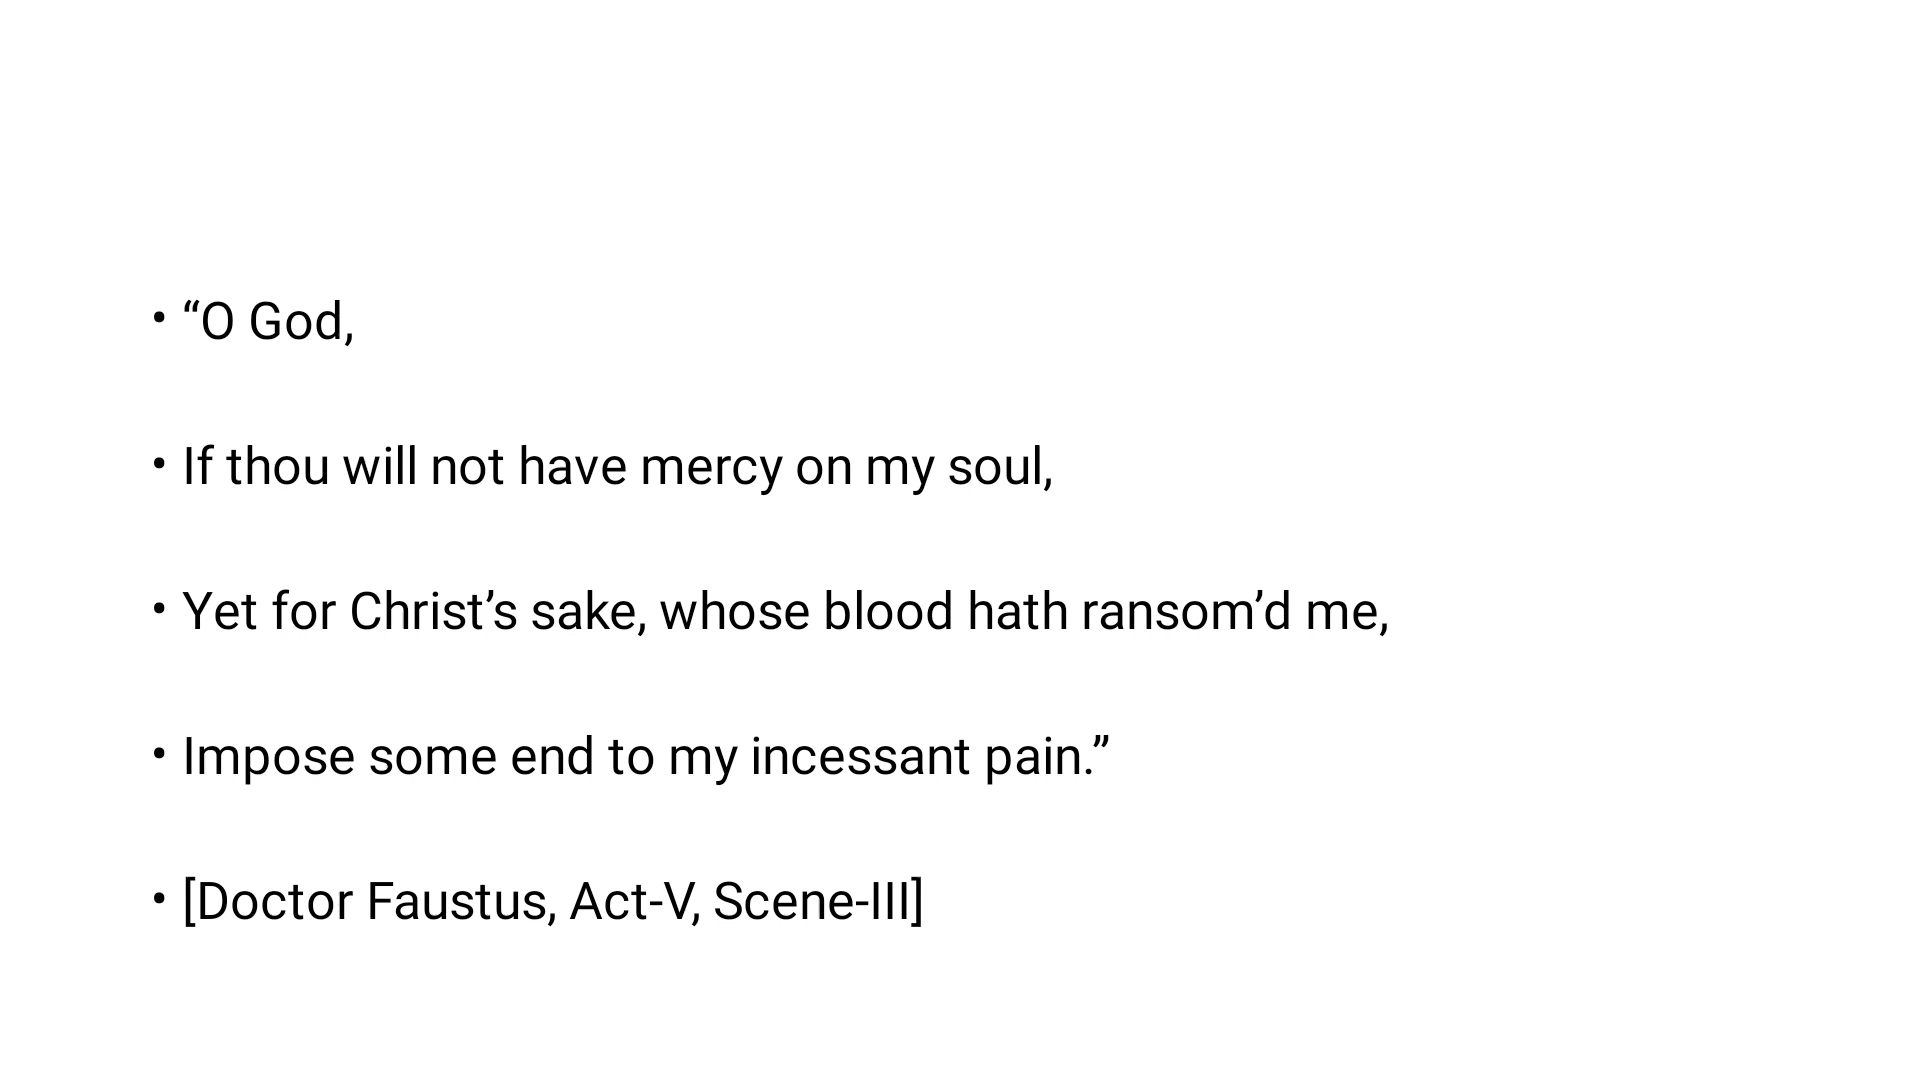 • “O God,
• If thou will not have mercy on my soul,
• Yet for Christ’s sake, whose blood hath ransom’d me,
• Impose some end to my incessant pain.”
• [Doctor Faustus, Act-V, Scene-III]